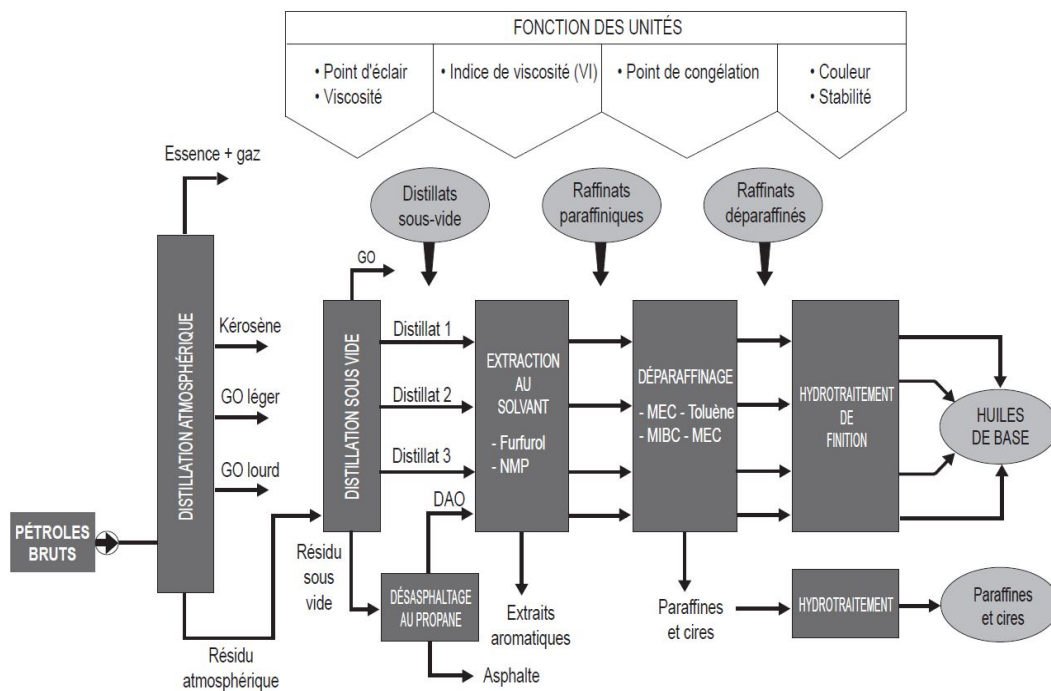 FONCTION DES UNITÉS
• Point d'éclair
• Viscosité
• Indice de viscosité (VI)
• Point de congélation
• Couleur
• Stabilité
Essence + gaz
Distillats
sous-vide
Raffinats
paraffiniques
Raffinats
déparaffinés
GO
DISTILLATION ATMOSPHÉRIQUE
Kérosène
GO léger
GO lourd
DISTILLATION SOUS VIDE
Distillat 1
Distillat 2
Distillat 3
DAO
EXTRACTION
AU
SOLVANT
- Furfurol
- NMP
DÉPARAFFINAGE
- MEC - Toluène
- MIBC - MEC
HYDROTRAITEMENT
DE
FINITION
HUILES
DE BASE
PÉTROLES
BRUTS
Résidu
sous
vide
DÉSASPHALTAGE
AU PROPANE
Extraits
aromatiques
Paraffines
et cires
HYDROTRAITEMENT
Paraffines
et cires
Résidu
atmosphérique
Asphalte